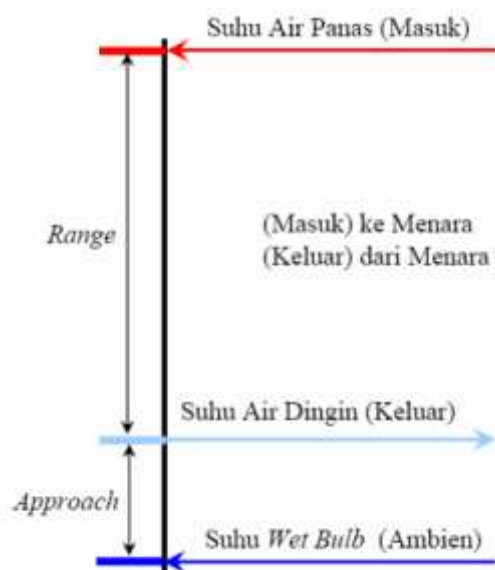 Suhu Air Panas (Masuk)
Range
(Masuk) ke Menara
(Keluar) dari Menara
Suhu Air Dingin (Keluar)
Approach
Suhu Wet Bulb (Ambien)